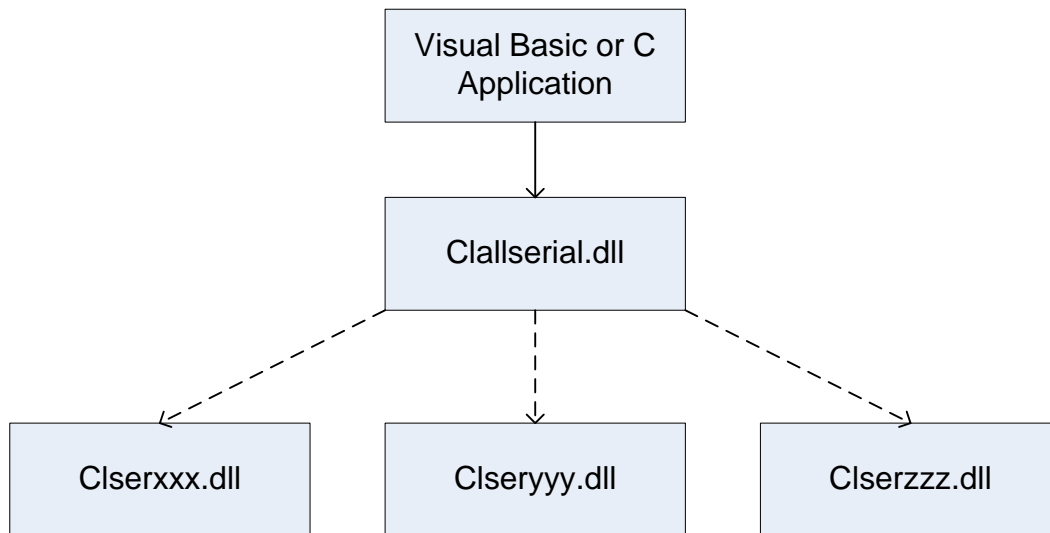 Visual Basic or C
Application
Clallserial.dll
Clserxxx.dll
Clseryyy.dll
Clserzzz.dll